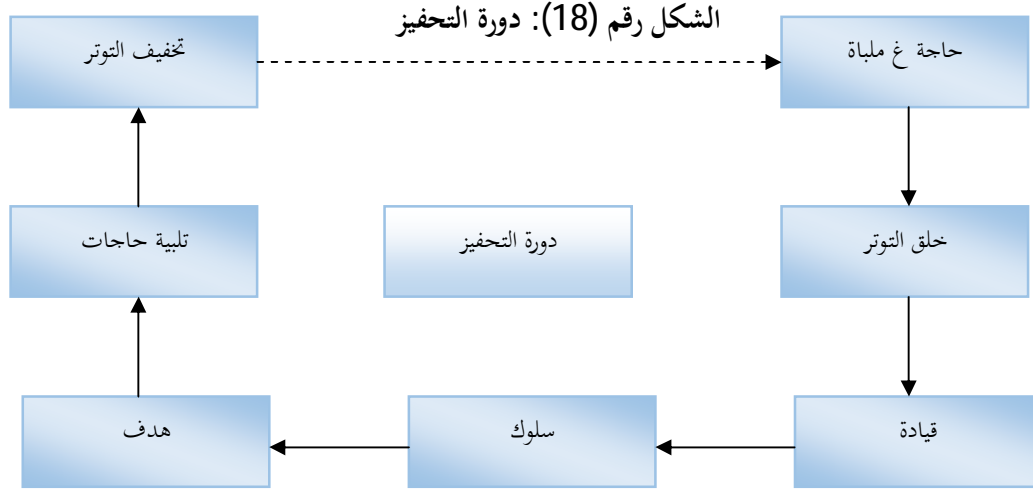 الشكل رقم (18): دورة التحفيز
حاجة غ ملباة
تخفيف التوتر
خلق التوتر
دورة التحفيز
تلبية حاجات
قيادة
سلوك
هدف